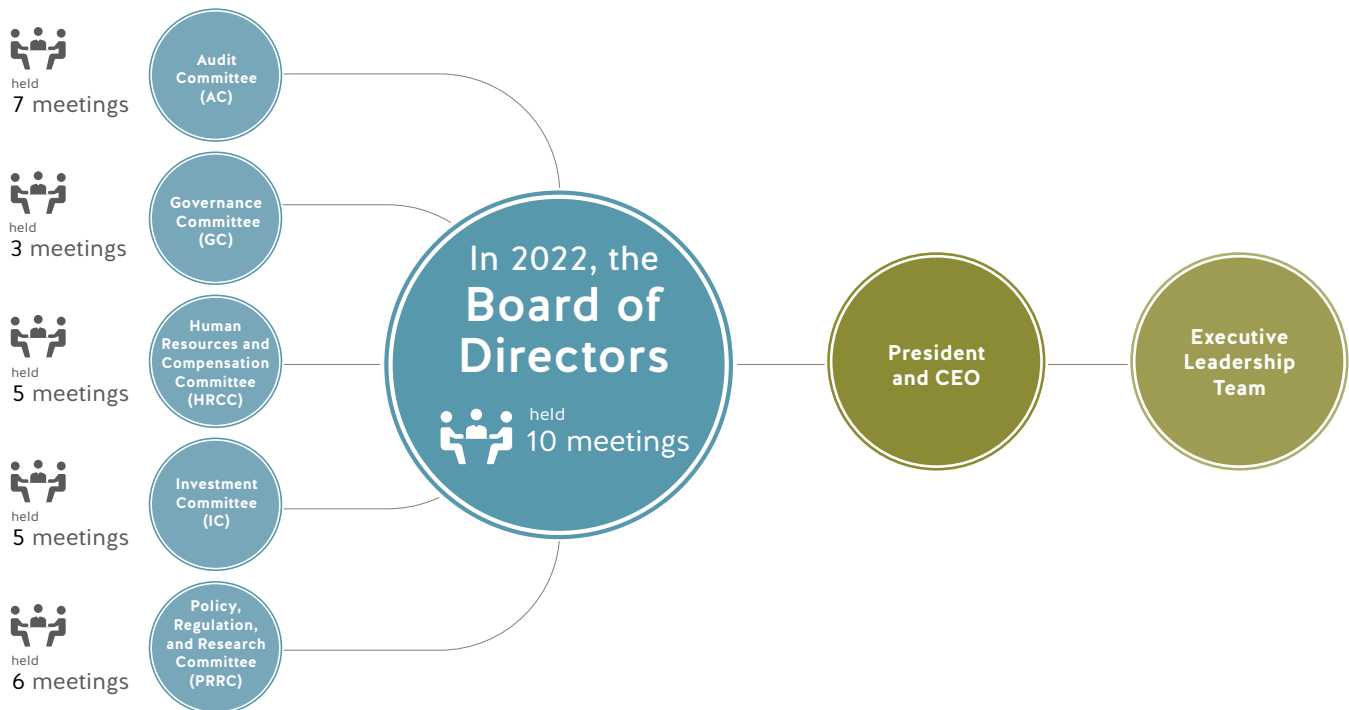 held
7 meetings
Audit
Committee
(AC)
held
3 meetings
Governance
Committee
(GC)
held
5 meetings
Human
Resources and
Compensation
Committee
(HRCC)
held
5 meetings
Investment
Committee
(IC)
held
6 meetings
Policy,
Regulation,
and Research
Committee
(PRRC)
In 2022, the
Board of
Directors
held
10 meetings
President
and CEO
Executive
Leadership
Team